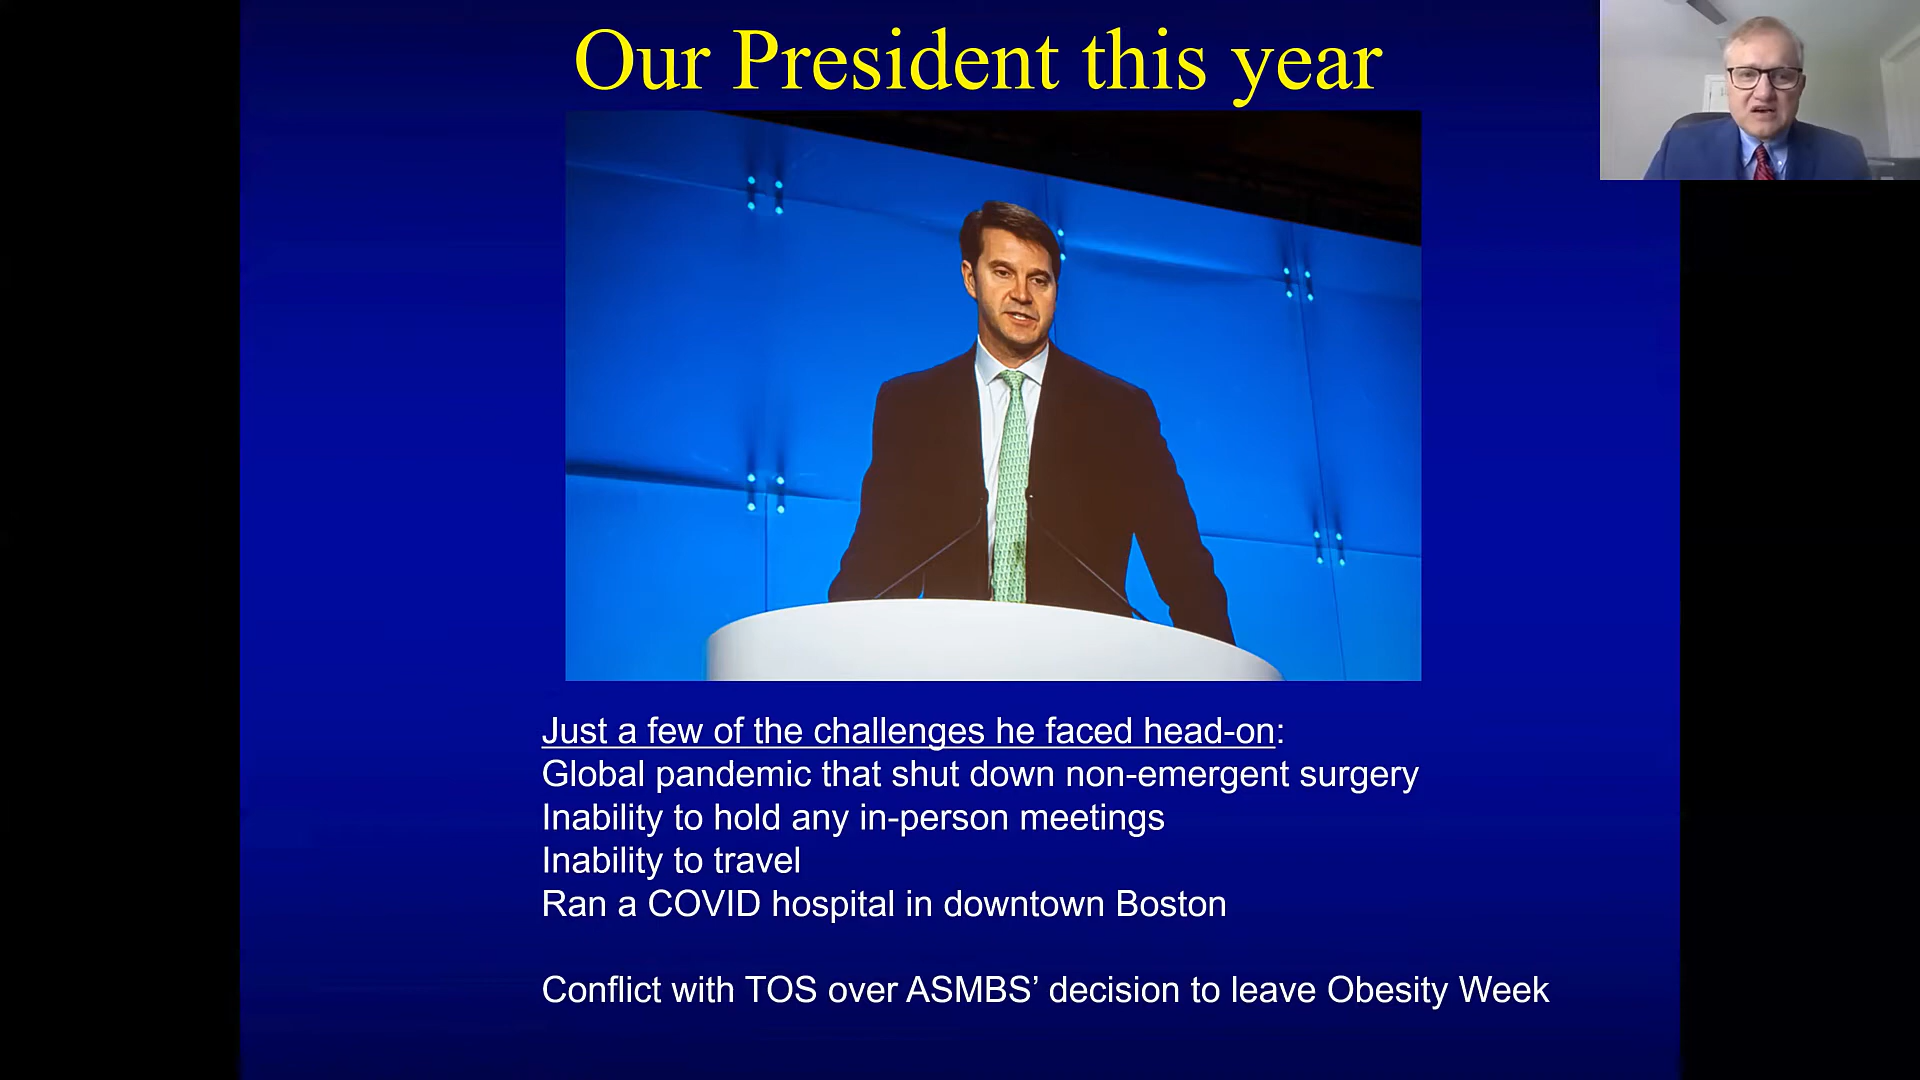 Our President this year
Just a few of the challenges he faced head-on:
Global pandemic that shut down non-emergent surgery
Inability to hold any in-person meetings
Inability to travel
Ran a COVID hospital in downtown Boston
Conflict with TOS over ASMBS’ decision to leave Obesity Week